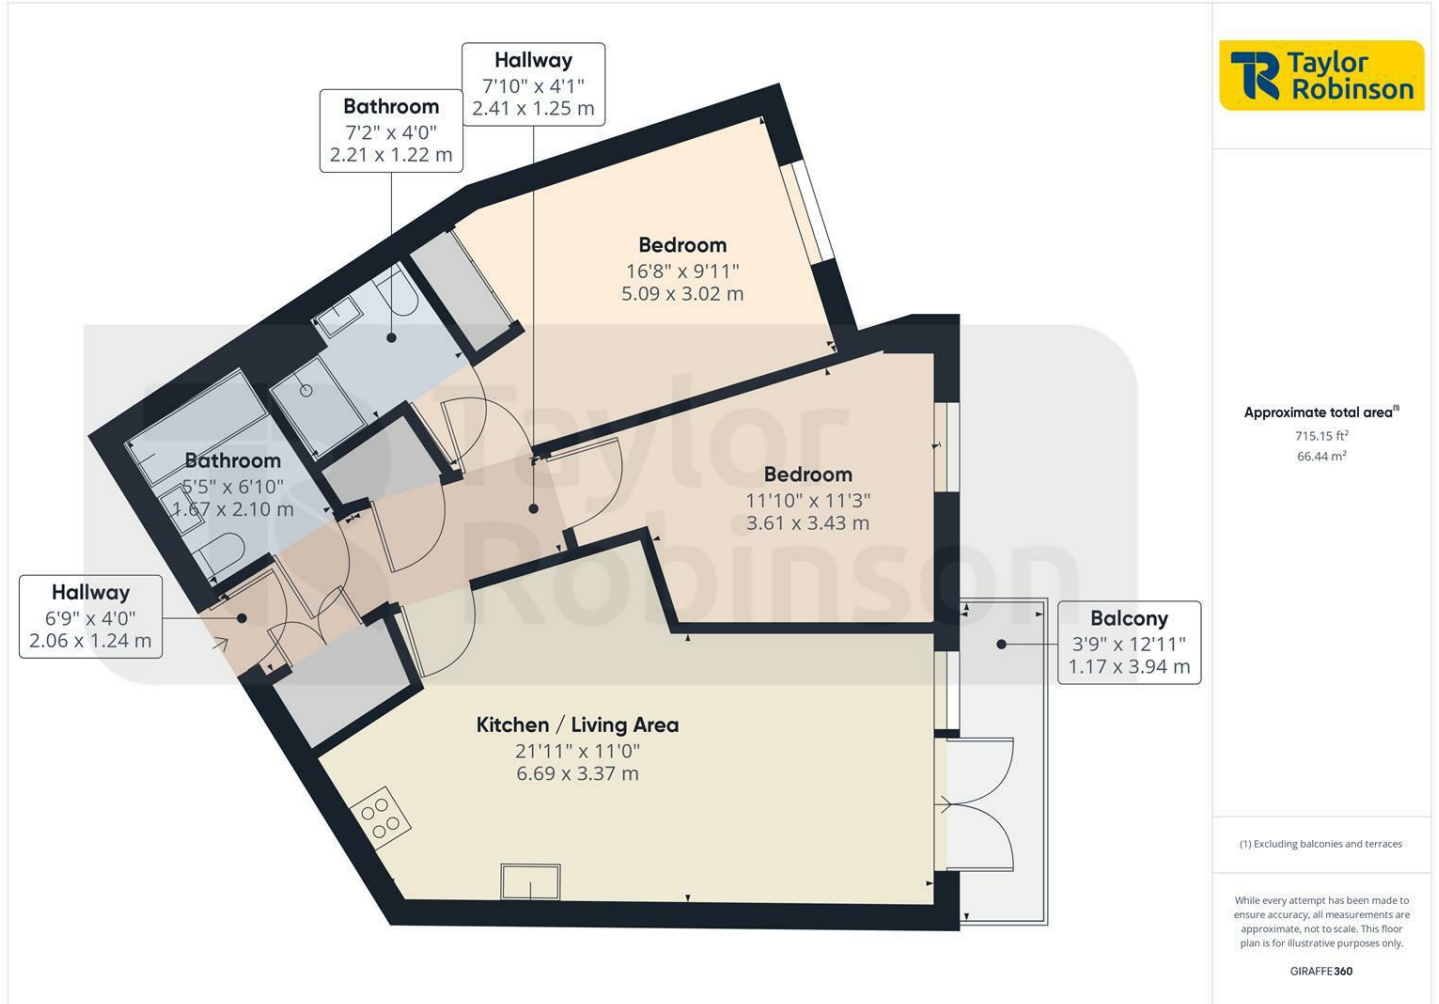 Hallway
7'10" x 4'1"
2.41 x 1.25 m
Bathroom
7'2" x 4'0"
2.21 x 1.22 m
Bedroom
16'8" x 9'11"
5.09 x 3.02 m
Bathroom
5'5" x 6'10"
1.67 x 2.10 m
Bedroom
11'10" x 11'3"
3.61 x 3.43 m
Hallway
6'9" x 4'0"
2.06 x 1.24 m
Balcony
3'9" x 12'11"
1.17 x 3.94 m
Kitchen / Living Area
21'11" x 11'0"
6.69 x 3.37 m
Taylor
Robinson
Taylor
Robinson
Approximate total area(1)
715.15 ft²
66.44 m²
(1) Excluding balconies and terraces
While every attempt has been made to
ensure accuracy, all measurements are
approximate, not to scale. This floor
plan is for illustrative purposes only.
GIRAFFE360